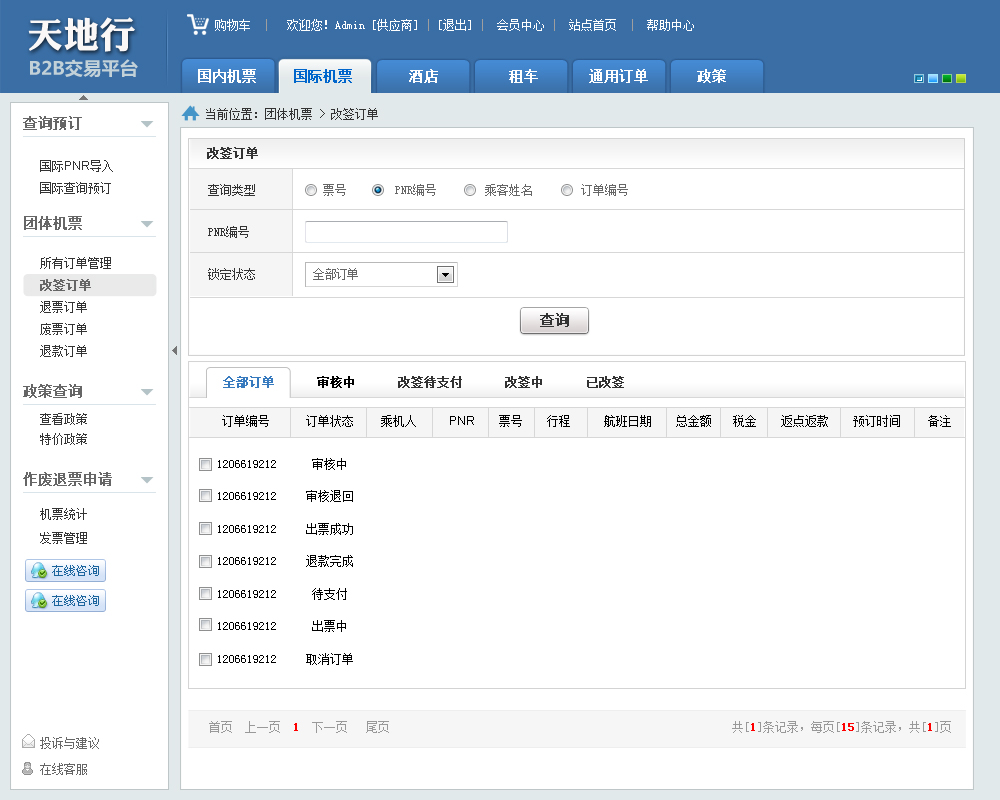 天地行
B2B交易平台
购物车 | 欢迎您! Admin [供应商] | [退出] | 会员中心 | 站点首页 | 帮助中心
国内机票 国际机票 酒店 租车 通用订单 政策
当前位置: 团体机票 > 改签订单
查询预订
国际PNR导入
国际查询预订
团体机票
所有订单管理
改签订单
退票订单
废票订单
退款订单
政策查询
查看政策
特价政策
作废退票申请
机票统计
发票管理
在线咨询
在线咨询
投诉与建议
在线客服
改签订单
查询类型 票号 PNR编号 乘客姓名 订单编号
PNR编号
锁定状态 全部订单
查询
全部订单 审核中 改签待支付 改签中 已改签
订单编号 订单状态 乘机人 PNR 票号 行程 航班日期 总金额 税金 返点返款 预订时间 备注
1206619212 审核中
1206619212 审核退回
1206619212 出票成功
1206619212 退款完成
1206619212 待支付
1206619212 出票中
1206619212 取消订单
首页 上一页 1 下一页 尾页 共[1]条记录, 每页[15]条记录, 共[1]页